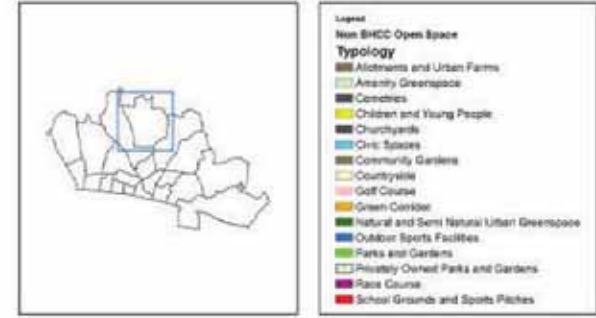 Legend
Non BHCC Open Space
Typology
Allotments and Urban Farms
Amenity Greenspace
Cemetries
Children and Young People
Churchyards
Civic Spaces
Community Gardens
Countryside
Golf Course
Green Corridor
Natural and Semi Natural Urban Greenspace
Outdoor Sports Facilities
Parks and Gardens
Privately Owned Parks and Gardens
Race Course
School Grounds and Sports Pitches